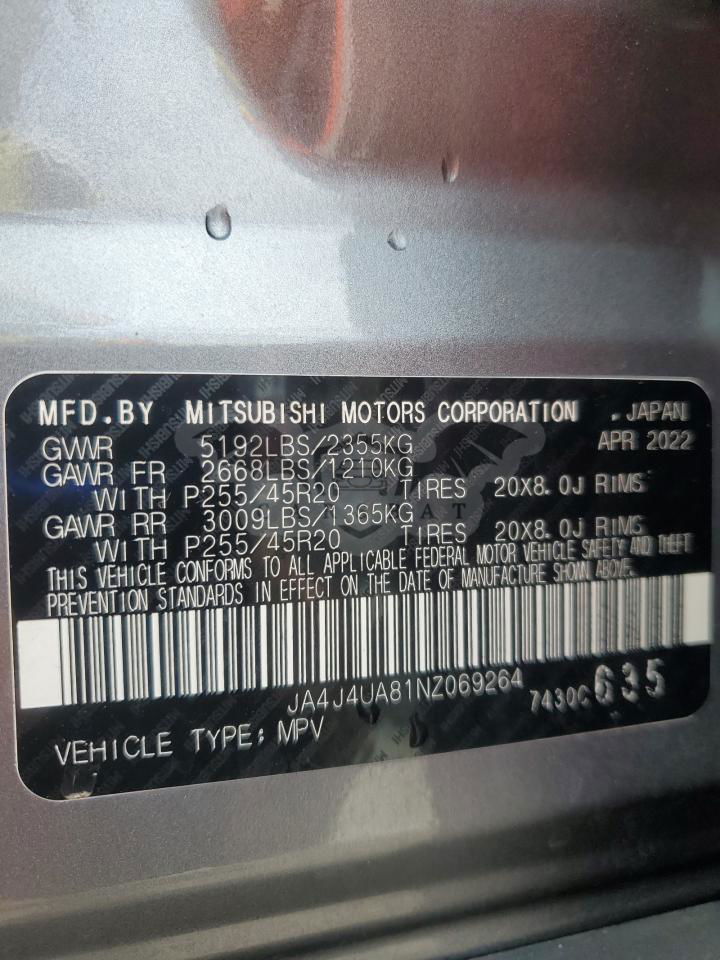 MFD.BY MITSUBISHI MOTORS CORPORATION .JAPAN
GWWR 5192LBS/2355KG APR 2022
GAWR FR 2668LBS/1210KG
WITH P255/45R20 TIRES 20X8.0J RIMS
GAWR RR 3009LBS/1365KG
WITH P255/45R20 TIRES 20X8.0J RIMS
THIS VEHICLE CONFORMS TO ALL APPLICABLE FEDERAL MOTOR VEHICLE SAFETY AND THEFT
PREVENTION STANDARDS IN EFFECT ON THE DATE OF MANUFACTURE SHOWN ABOVE.
JA4J4UA81NZ069264 7430C635
VEHICLE TYPE: MPV